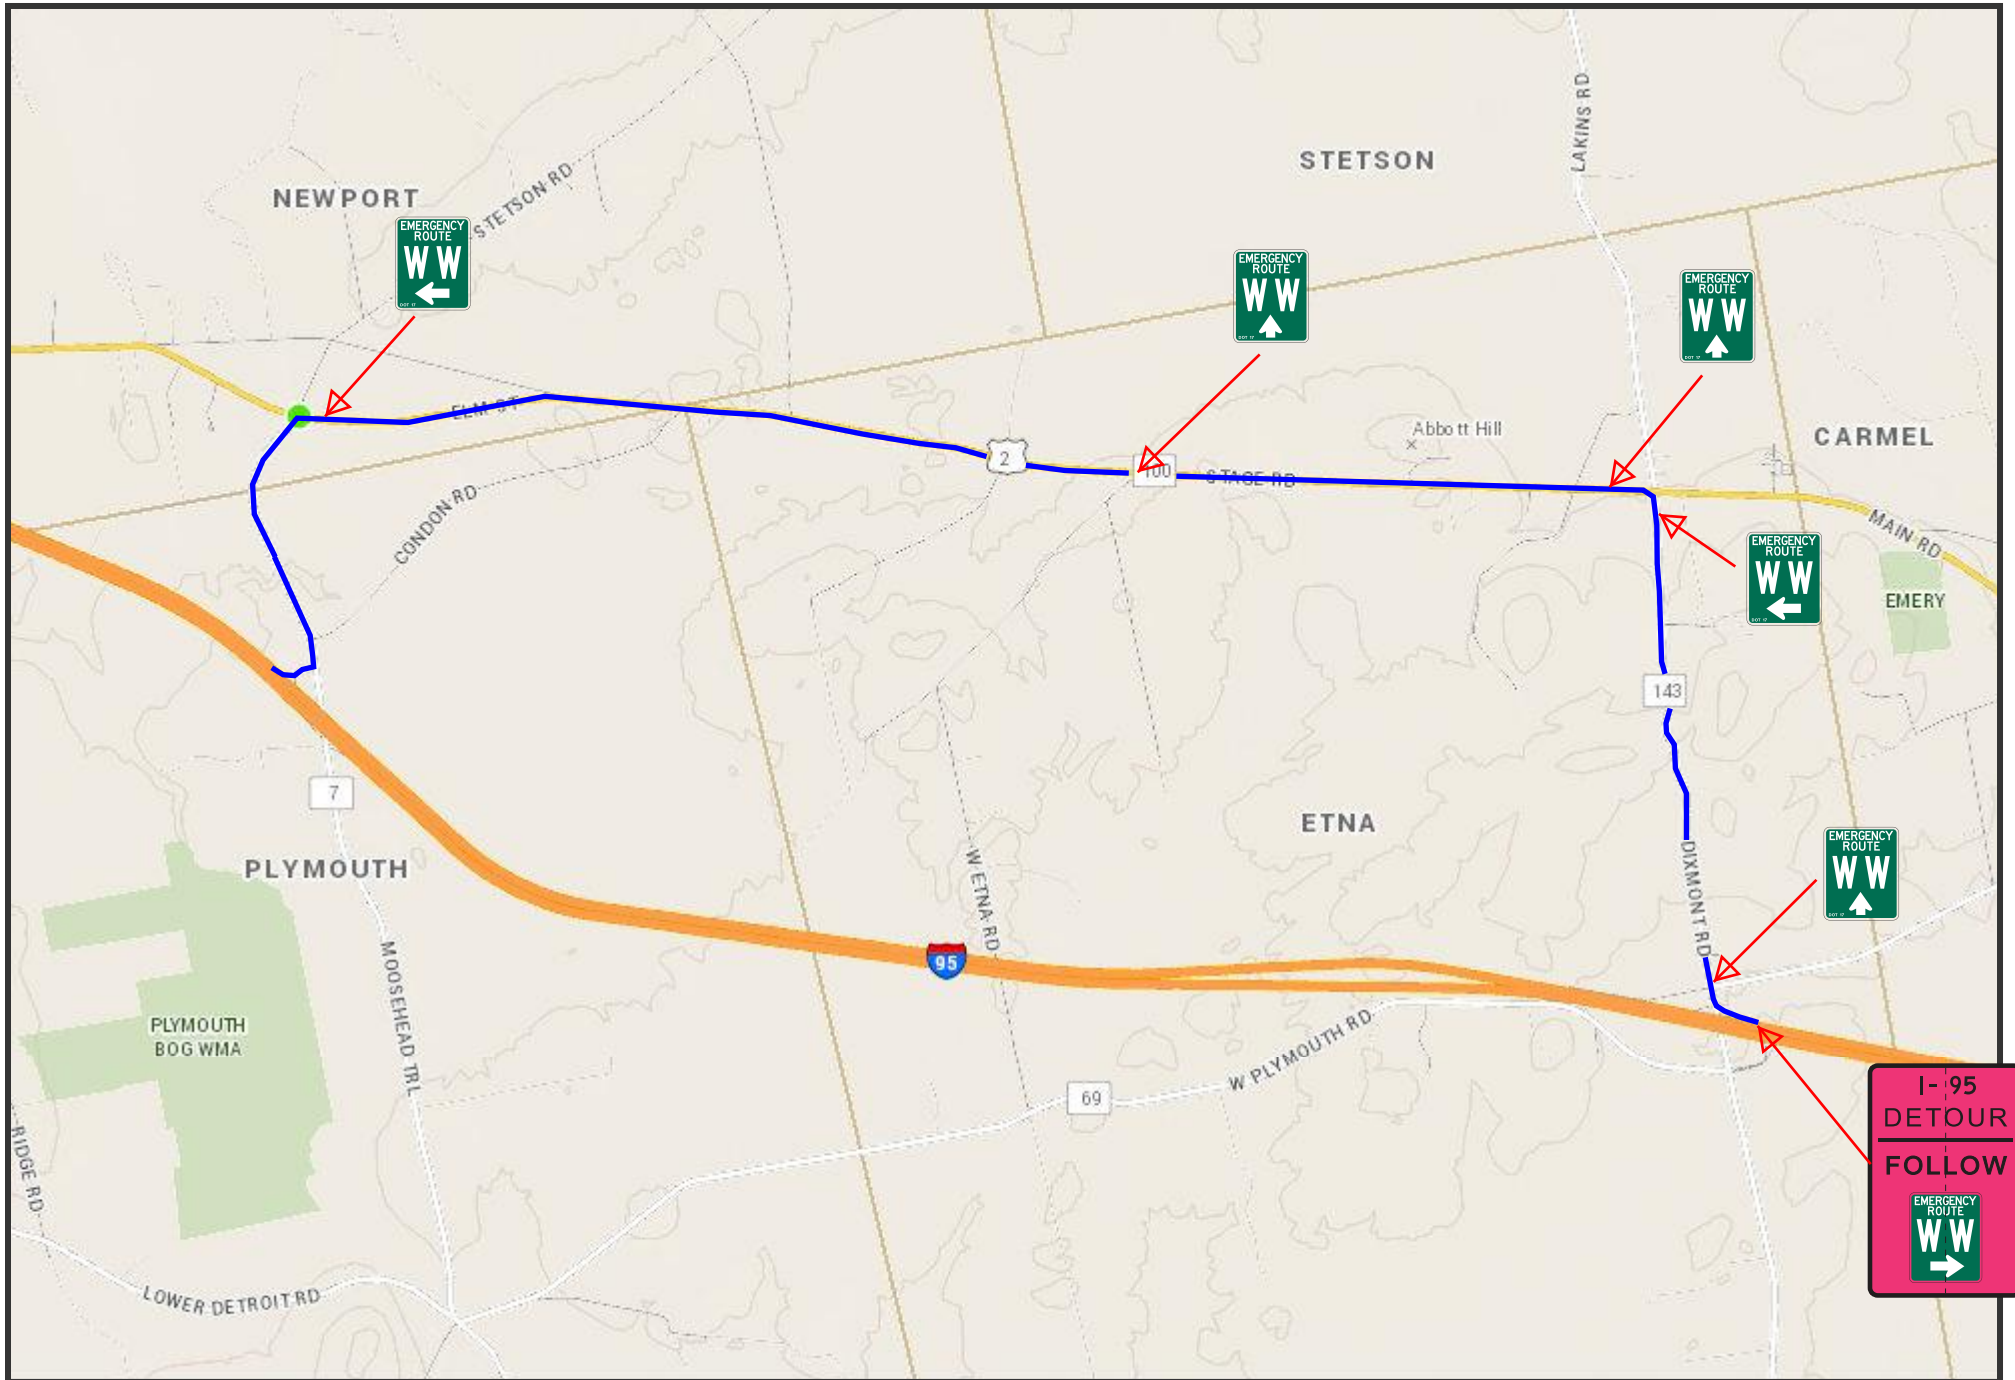 LAKINS RD
STETSON
NEWPORT
STETSON RD
EMERGENCY
ROUTE
W W
EMERGENCY
ROUTE
W W
EMERGENCY
ROUTE
W W
ELM ST
2
100
STAGE RD
Abbott Hill
CARMEL
MAIN RD
CONDON RD
EMERGENCY
ROUTE
W W
EMERY
143
7
ETNA
PLYMOUTH
DIXMONT RD
W ETNA RD
EMERGENCY
ROUTE
W W
95
MOOSEHEAD TRL
PLYMOUTH
BOG WMA
W PLYMOUTH RD
69
I-95
DETOUR
FOLLOW
EMERGENCY
ROUTE
W W
RIDGE RD
LOWER DETROIT RD